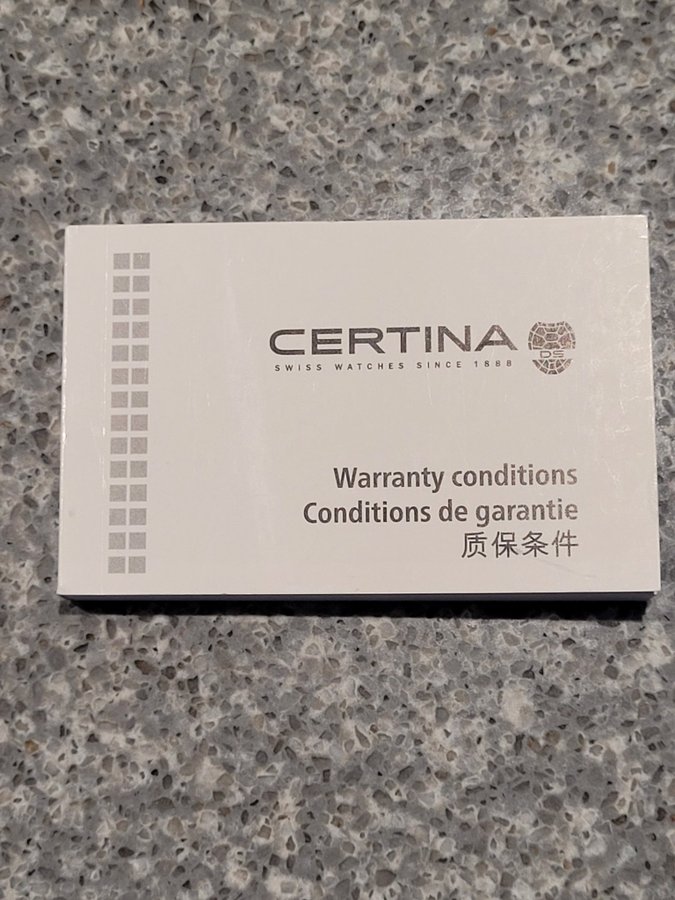 CERTINA
DS
SWISS WATCHES SINCE 1888
Warranty conditions
Conditions de garantie
质保条件